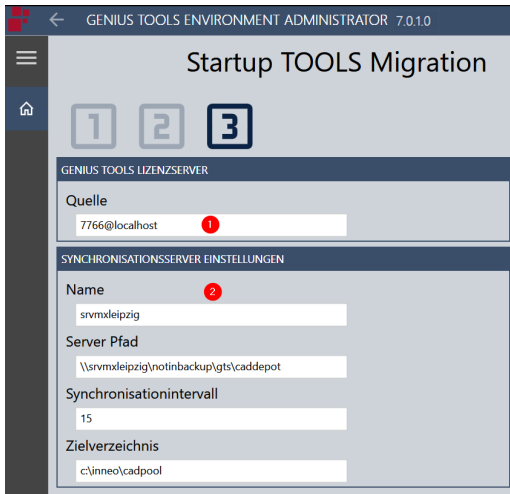 GENIUS TOOLS ENVIRONMENT ADMINISTRATOR 7.0.1.0
Startup TOOLS Migration
1 2 3
GENIUS TOOLS LIZENZSERVER
Quelle
7766@localhost 1
SYNCHRONISATIONSSERVER EINSTELLUNGEN
Name 2
srvmxleipzig
Server Pfad
\\srvmxleipzig\notinbackup\gts\caddepot
Synchronisationintervall
15
Zielverzeichnis
c:\inneo\cadpool